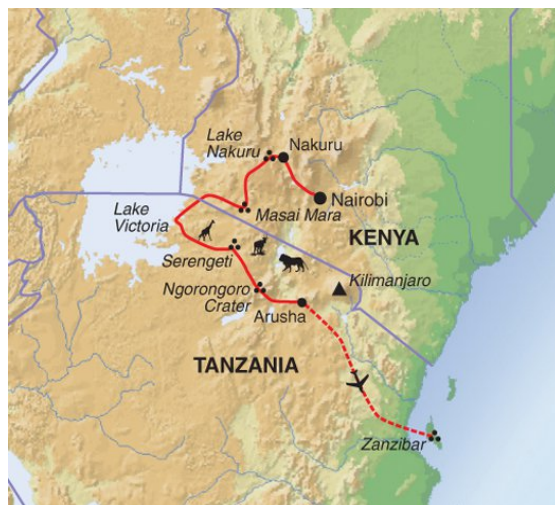 Lake
Nakuru
Nakuru
Nairobi
Lake
Victoria
Masai Mara
KENYA
Serengeti
Kilimanjaro
Ngorongoro
Crater
Arusha
TANZANIA
Zanzibar